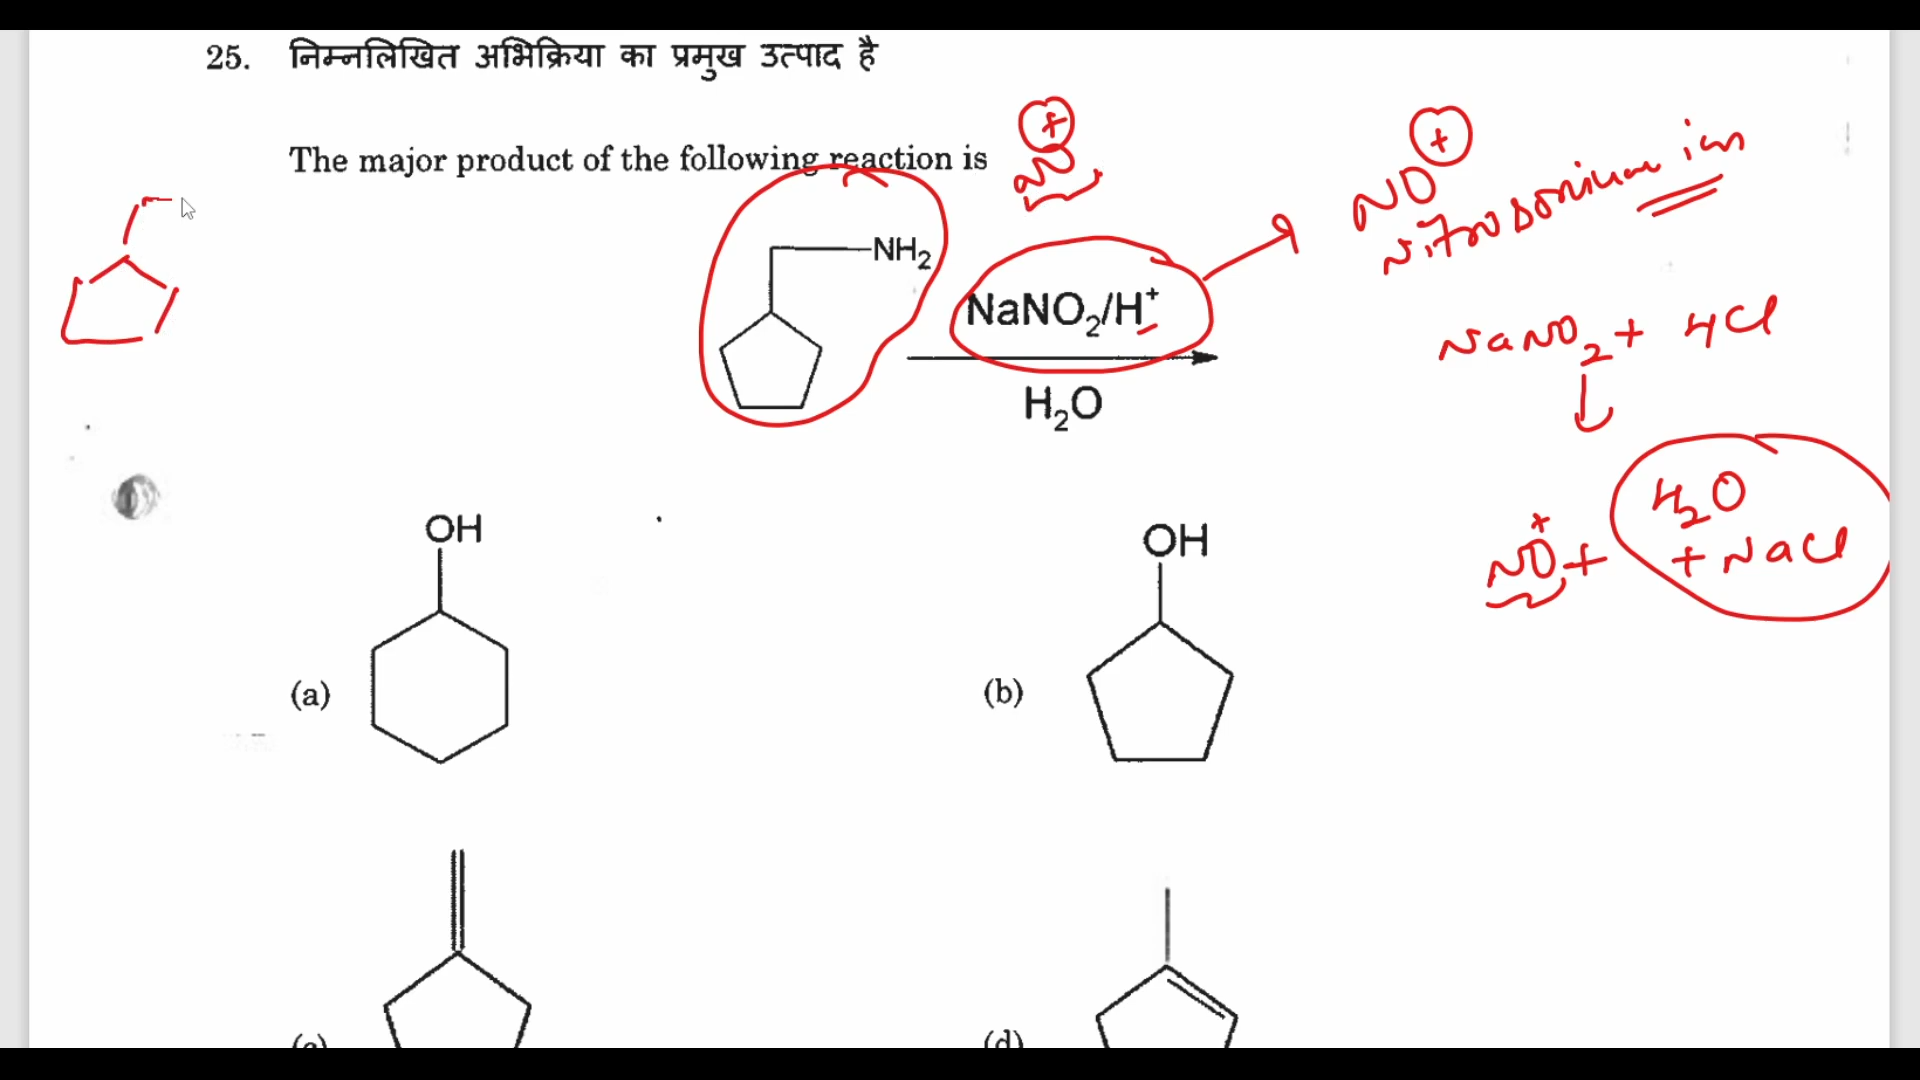 25. निम्नलिखित अभिक्रिया का प्रमुख उत्पाद है
The major product of the following reaction is
NO+
NO+
Nitrosonium ion
NH2
NaNO2/H+
H2O
NaNO2 + HCl
NO+ + H2O
+ NaCl
OH
OH
(a)
(b)
(c)
(d)